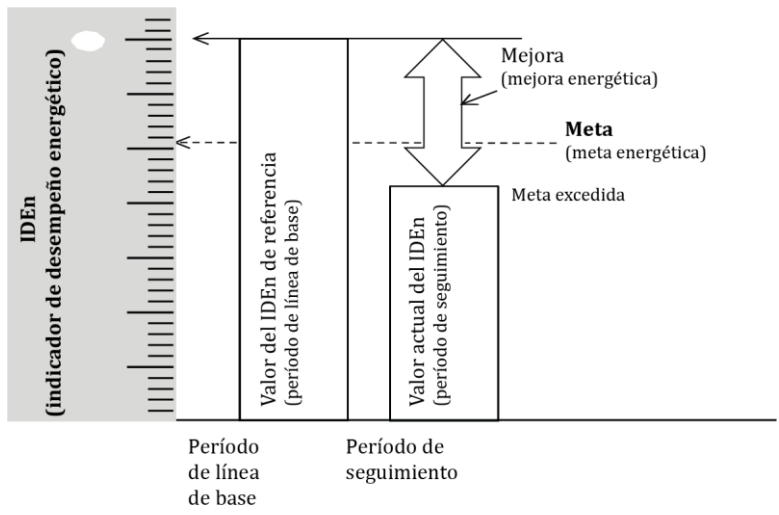 IDEn
(indicador de desempeño energético)
Valor del IDEn de referencia
(período de línea de base)
Valor actual del IDEn
(período de seguimiento)
Mejora
(mejora energética)
Meta
(meta energética)
Meta excedida
Período
de línea
de base
Período de
seguimiento